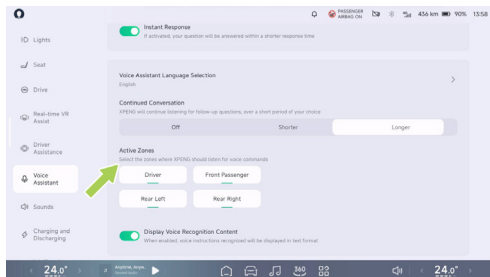 PASSENGER
AIRBAG ON
436 km
90%
13:58
Lights
Seat
Drive
Real-time VR
Assist
Driver
Assistance
Voice
Assistant
Sounds
Charging and
Discharging
Instant Response
If activated, your question will be answered within a shorter response time
Voice Assistant Language Selection
English
Continued Conversation
XPENG will continue listening for follow-up questions, over a short period of your choice
Off
Shorter
Longer
Active Zones
Select the zones where XPENG should listen for voice commands
Driver
Front Passenger
Rear Left
Rear Right
Display Voice Recognition Content
When enabled, voice instructions recognized will be displayed in text format
24.0°
360
24.0°